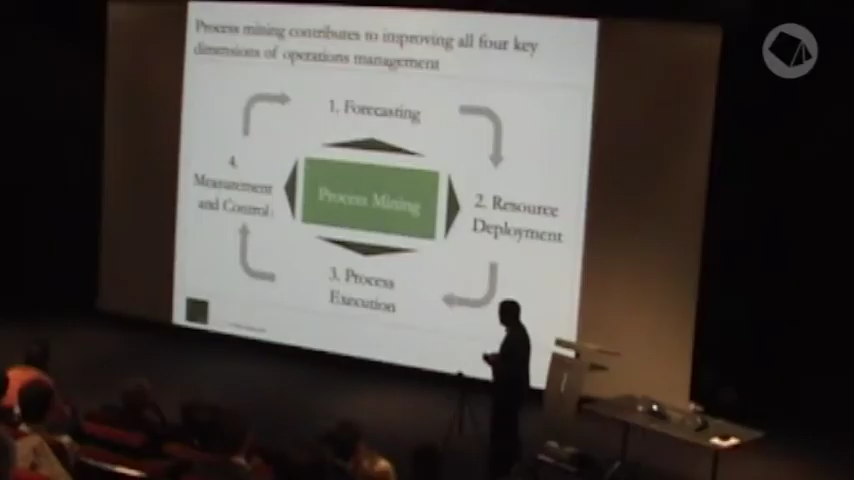 Process mining contributes to improving all four key
dimensions of operations management
1. Forecasting
4.
Measurement
and Control
Process Mining
2. Resource
Deployment
3. Process
Execution